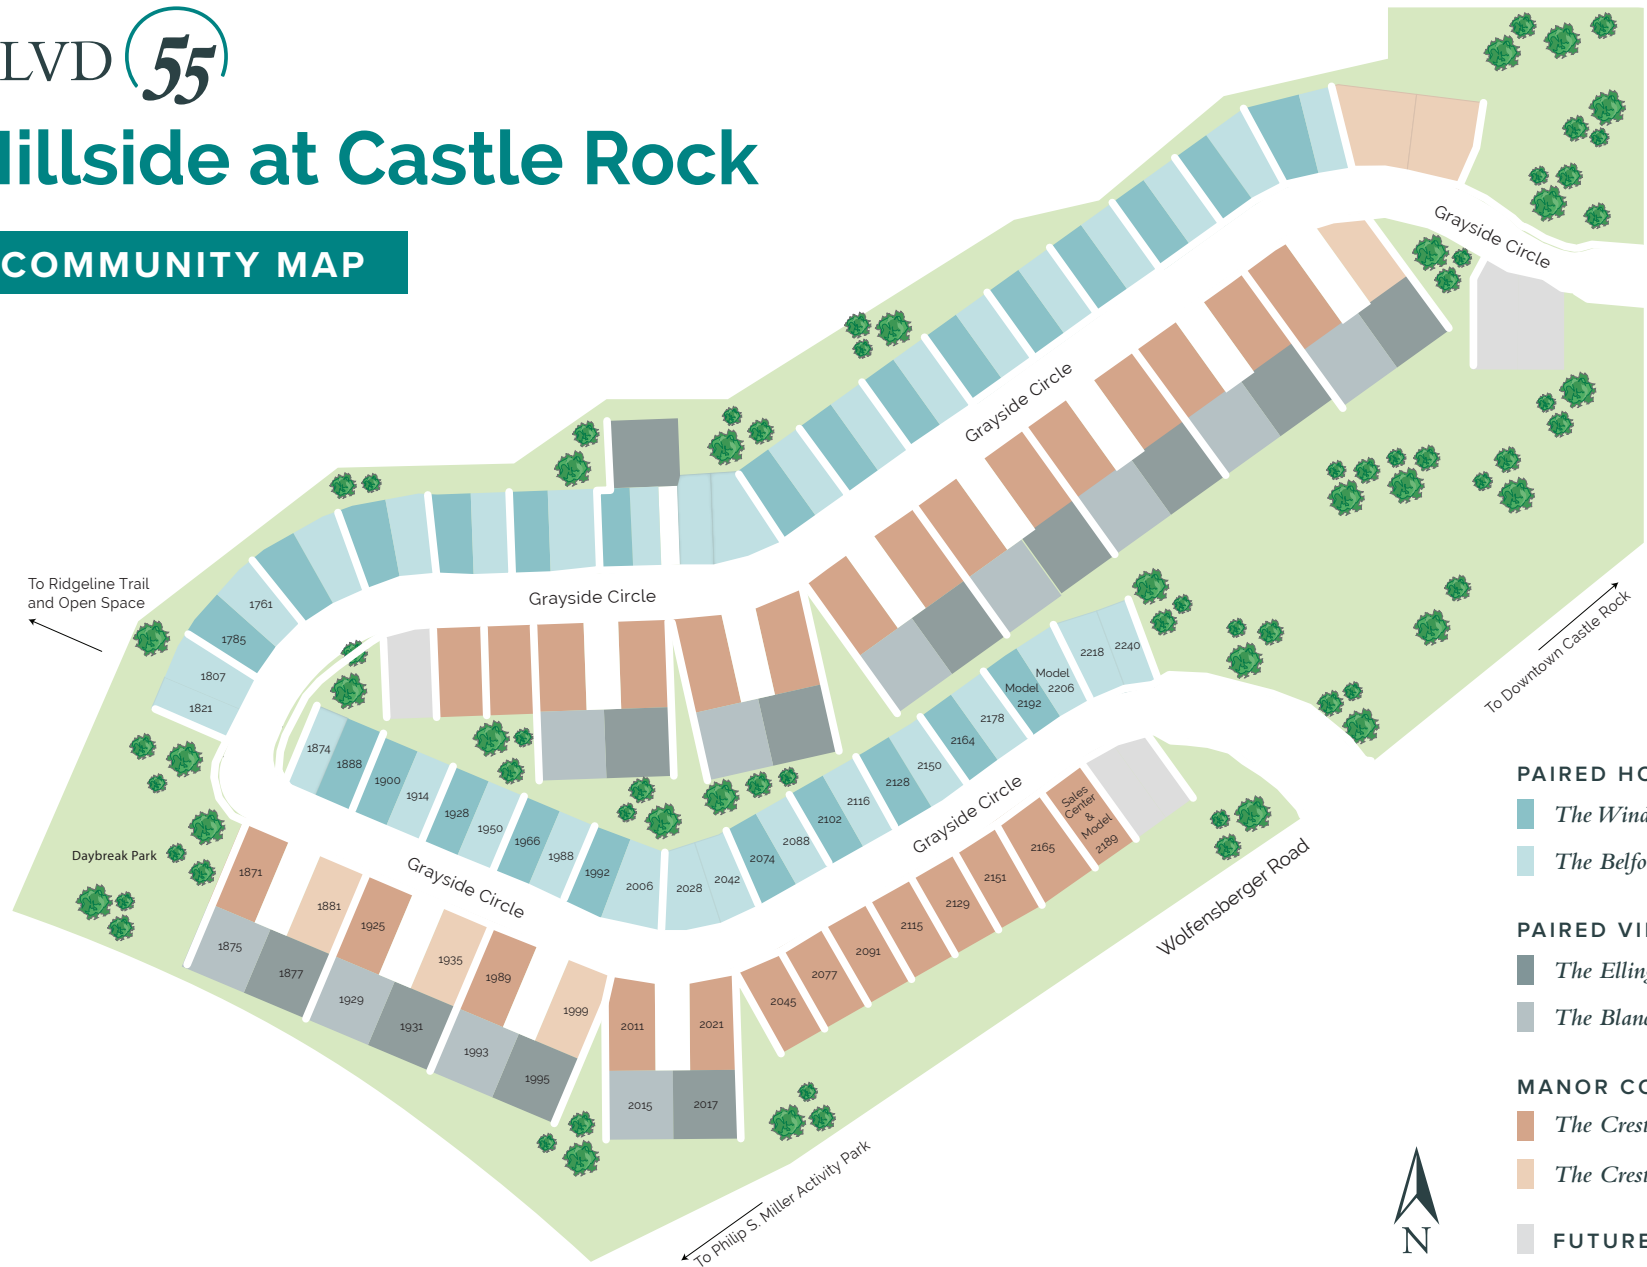 LVD 55
illside at Castle Rock
COMMUNITY MAP
Grayside Circle
Grayside Circle
Grayside Circle
To Ridgeline Trail
and Open Space
1761
1785
1807
1821
To Downtown Castle Rock
2240
2218
Model
2206
Model
2192
2178
2164
2150
2128
2116
2102
2088
2074
2042
2028
2006
1992
1988
1966
1950
1928
1914
1900
1888
1874
Grayside Circle
Grayside Circle
Daybreak Park
1871
1881
1875
1877
1925
1935
1929
1931
1989
1999
1993
1995
2011
2021
2015
2017
2045
2077
2091
2115
2129
2151
2165
Sales
Center
&
Model
2189
Wolfensberger Road
To Philip S. Miller Activity Park
PAIRED HO
The Wind
The Belfo
PAIRED VI
The Elling
The Bland
MANOR CO
The Crest
The Crest
FUTURE
N